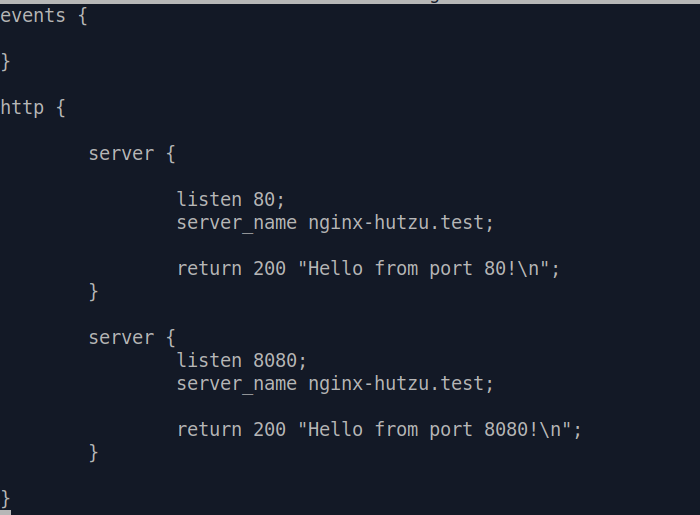 events {
}
http {
server {
listen 80;
server_name nginx-hutzu.test;
return 200 "Hello from port 80!\n";
}
server {
listen 8080;
server_name nginx-hutzu.test;
return 200 "Hello from port 8080!\n";
}
}